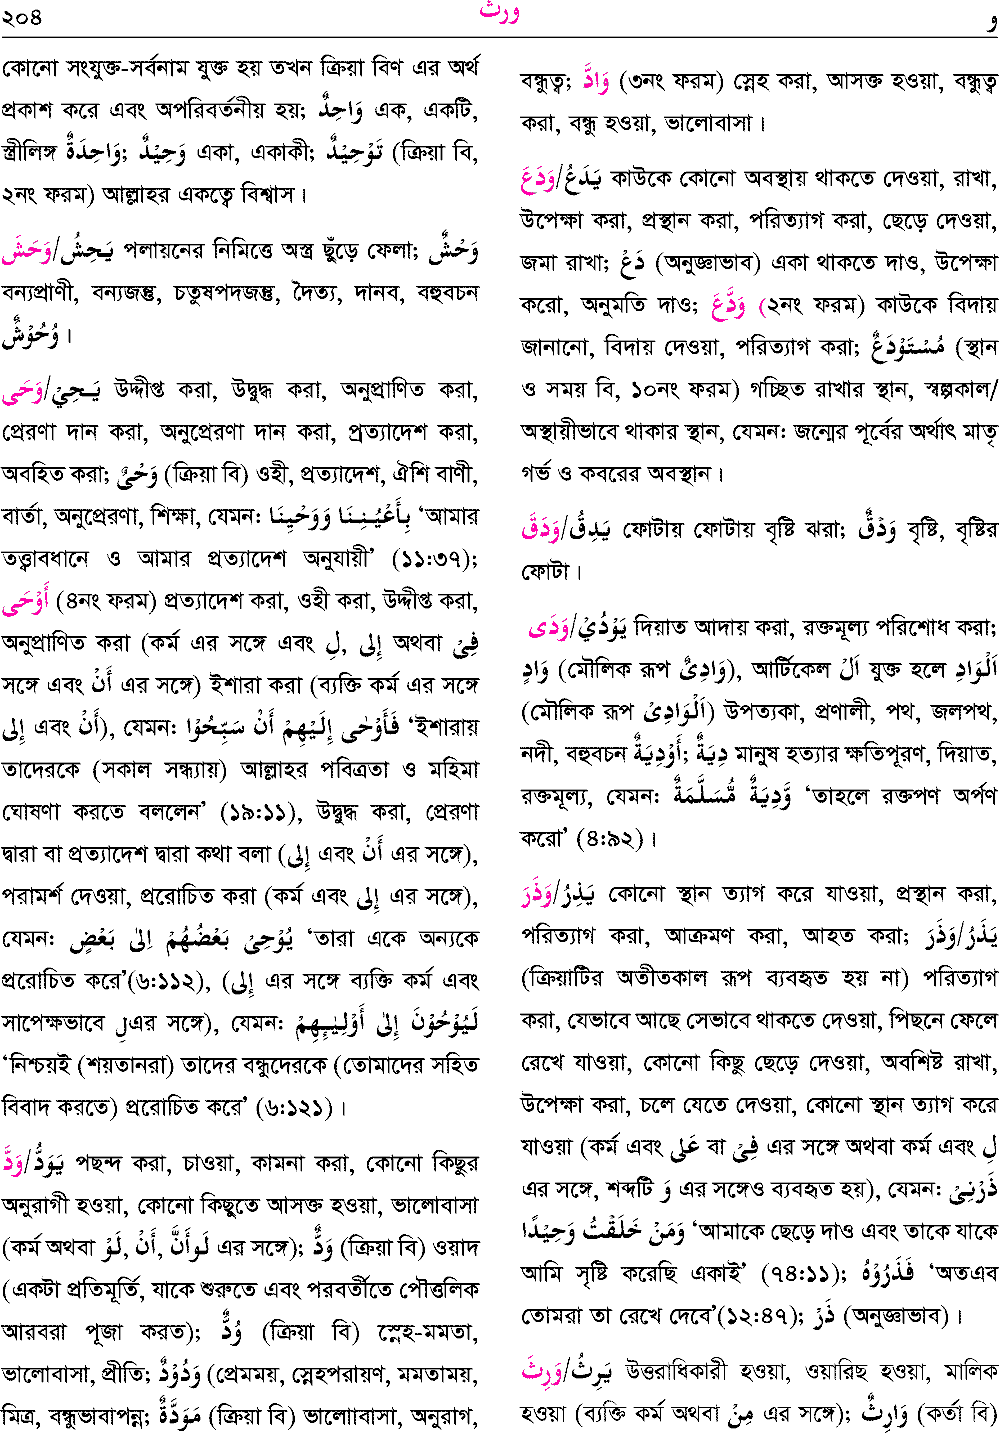 ২০৪ ورث و
কোনো সংযুক্ত-সর্বনাম যুক্ত হয় তখন ক্রিয়া বিণ এর অর্থ
প্রকাশ করে এবং অপরিবর্তনীয় হয়; وَاحِدٌ এক, একটি,
স্ত্রীলিঙ্গ وَاحِدَةٌ; وَحِيْدٌ একা, একাকী; تَوْحِيْدٌ (ক্রিয়া বি,
২নং ফরম) আল্লাহর একত্বে বিশ্বাস।
وَحَشَ/يَحِشُ পলায়নের নিমিত্তে অস্ত্র ছুঁড়ে ফেলা; وَحْشٌ
বন্যপ্রাণী, বন্যজন্তু, চতুষপদজন্তু, দৈত্য, দানব, বহুবচন
وُحُوْشٌ।
وَحَى/يَحِيْ উদ্দীপ্ত করা, উদ্বুদ্ধ করা, অনুপ্রাণিত করা,
প্রেরণা দান করা, অনুপ্রেরণা দান করা, প্রত্যাদেশ করা,
অবহিত করা; وَحْيٌ (ক্রিয়া বি) ওহী, প্রত্যাদেশ, ঐশি বাণী,
বার্তা, অনুপ্রেরণা, শিক্ষা, যেমন: بِأَعْيُنِنَا وَوَحْيِنَا ‘আমার
তত্ত্বাবধানে ও আমার প্রত্যাদেশ অনুযায়ী’ (১১:৩৭);
أَوْحَى (৪নং ফরম) প্রত্যাদেশ করা, ওহী করা, উদ্দীপ্ত করা,
অনুপ্রাণিত করা (কর্ম এর সঙ্গে এবং لِ, إِلى অথবা فِيْ
সঙ্গে এবং أَنْ এর সঙ্গে) ইশারা করা (ব্যক্তি কর্ম এর সঙ্গে
إِلى এবং أَنْ), যেমন: فَأَوْحٰى إِلَيْهِمْ أَنْ سَبِّحُوْا ‘ইশারায়
তাদেরকে (সকাল সন্ধ্যায়) আল্লাহর পবিত্রতা ও মহিমা
ঘোষণা করতে বললেন’ (১৯:১১), উদ্বুদ্ধ করা, প্রেরণা
দ্বারা বা প্রত্যাদেশ দ্বারা কথা বলা (إِلى এবং أَنْ এর সঙ্গে),
পরামর্শ দেওয়া, প্ররোচিত করা (কর্ম এবং إِلى এর সঙ্গে),
যেমন: يُوْحِيْ بَعْضُهُمْ اِلىٰ بَعْضٍ ‘তারা একে অন্যকে
প্ররোচিত করে’(৬:১১২), (إِلى এর সঙ্গে ব্যক্তি কর্ম এবং
সাপেক্ষভাবে لِএর সঙ্গে), যেমন: لَيُوْحُوْنَ إِلىٰ أَوْلِيٰٓـِٕهِمْ
‘নিশ্চয়ই (শয়তানরা) তাদের বন্ধুদেরকে (তোমাদের সহিত
বিবাদ করতে) প্ররোচিত করে’ (৬:১২১)।
وَدَّ/يَوَدُّ পছন্দ করা, চাওয়া, কামনা করা, কোনো কিছুর
অনুরাগী হওয়া, কোনো কিছুতে আসক্ত হওয়া, ভালোবাসা
(কর্ম অথবা لَوْ, أَنْ, لَوأَنَّ এর সঙ্গে); وَدٌّ (ক্রিয়া বি) ওয়াদ
(একটা প্রতিমূর্তি, যাকে শুরুতে এবং পরবর্তীতে পৌত্তলিক
আরবরা পূজা করত); وُدٌّ (ক্রিয়া বি) স্নেহ-মমতা,
ভালোবাসা, প্রীতি; وَدُوْدٌ (প্রেমময়, স্নেহপরায়ণ, মমতাময়,
মিত্র, বন্ধুভাবাপন্ন; مَوَدَّةٌ (ক্রিয়া বি) ভালোাবাসা, অনুরাগ,
বন্ধুত্ব; وَادَّ (৩নং ফরম) স্নেহ করা, আসক্ত হওয়া, বন্ধুত্ব
করা, বন্ধু হওয়া, ভালোবাসা।
وَدَعَ/يَدَعُ কাউকে কোনো অবস্থায় থাকতে দেওয়া, রাখা,
উপেক্ষা করা, প্রস্থান করা, পরিত্যাগ করা, ছেড়ে দেওয়া,
জমা রাখা; دَعْ (অনুজ্ঞাভাব) একা থাকতে দাও, উপেক্ষা
করো, অনুমতি দাও; وَدَّعَ (২নং ফরম) কাউকে বিদায়
জানানো, বিদায় দেওয়া, পরিত্যাগ করা; مُسْتَوْدَعٌ (স্থান
ও সময় বি, ১০নং ফরম) গচ্ছিত রাখার স্থান, স্বল্পকাল/
অস্থায়ীভাবে থাকার স্থান, যেমন: জন্মের পূর্বের অর্থাৎ মাতৃ
গর্ভ ও কবরের অবস্থান।
وَدَقَ/يَدِقُ ফোটায় ফোটায় বৃষ্টি ঝরা; وَدْقٌ বৃষ্টি, বৃষ্টির
ফোটা।
وَدَى/يَوْدُيْ দিয়াত আদায় করা, রক্তমূল্য পরিশোধ করা;
وَادٍ (মৌলিক রূপ وَادِيٌ), আর্টিকেল اَلْ যুক্ত হলে اَلْوَادِ
(মৌলিক রূপ اَلْوَادِيْ) উপত্যকা, প্রণালী, পথ, জলপথ,
নদী, বহুবচন أَوْدِيَةٌ; دِيَةٌ মানুষ হত্যার ক্ষতিপূরণ, দিয়াত,
রক্তমূল্য, যেমন: وَّدِيَةٌ مُّسَلَّمَةٌ ‘তাহলে রক্তপণ অর্পণ
করো’ (৪:৯২)।
وَذَرَ/يَذِرُ কোনো স্থান ত্যাগ করে যাওয়া, প্রস্থান করা,
পরিত্যাগ করা, আক্রমণ করা, আহত করা; وَذَرَ/يَذَرُ
(ক্রিয়াটির অতীতকাল রূপ ব্যবহৃত হয় না) পরিত্যাগ
করা, যেভাবে আছে সেভাবে থাকতে দেওয়া, পিছনে ফেলে
রেখে যাওয়া, কোনো কিছু ছেড়ে দেওয়া, অবশিষ্ট রাখা,
উপেক্ষা করা, চলে যেতে দেওয়া, কোনো স্থান ত্যাগ করে
যাওয়া (কর্ম এবং عَلى বা فِيْ এর সঙ্গে অথবা কর্ম এবং لِ
এর সঙ্গে, শব্দটি وَ এর সঙ্গেও ব্যবহৃত হয়), যেমন: ذَرْنِيْ
وَمَنْ خَلَقْتُ وَحِيْدًا ‘আমাকে ছেড়ে দাও এবং তাকে যাকে
আমি সৃষ্টি করেছি একাই’ (৭৪:১১); فَذَرُوْهُ ‘অতএব
তোমরা তা রেখে দেবে’(১২:৪৭); ذَرْ (অনুজ্ঞাভাব)।
وَرِثَ/يَرِثُ উত্তরাধিকারী হওয়া, ওয়ারিছ হওয়া, মালিক
হওয়া (ব্যক্তি কর্ম অথবা مِنْ এর সঙ্গে); وَارِثٌ (কর্তা বি)